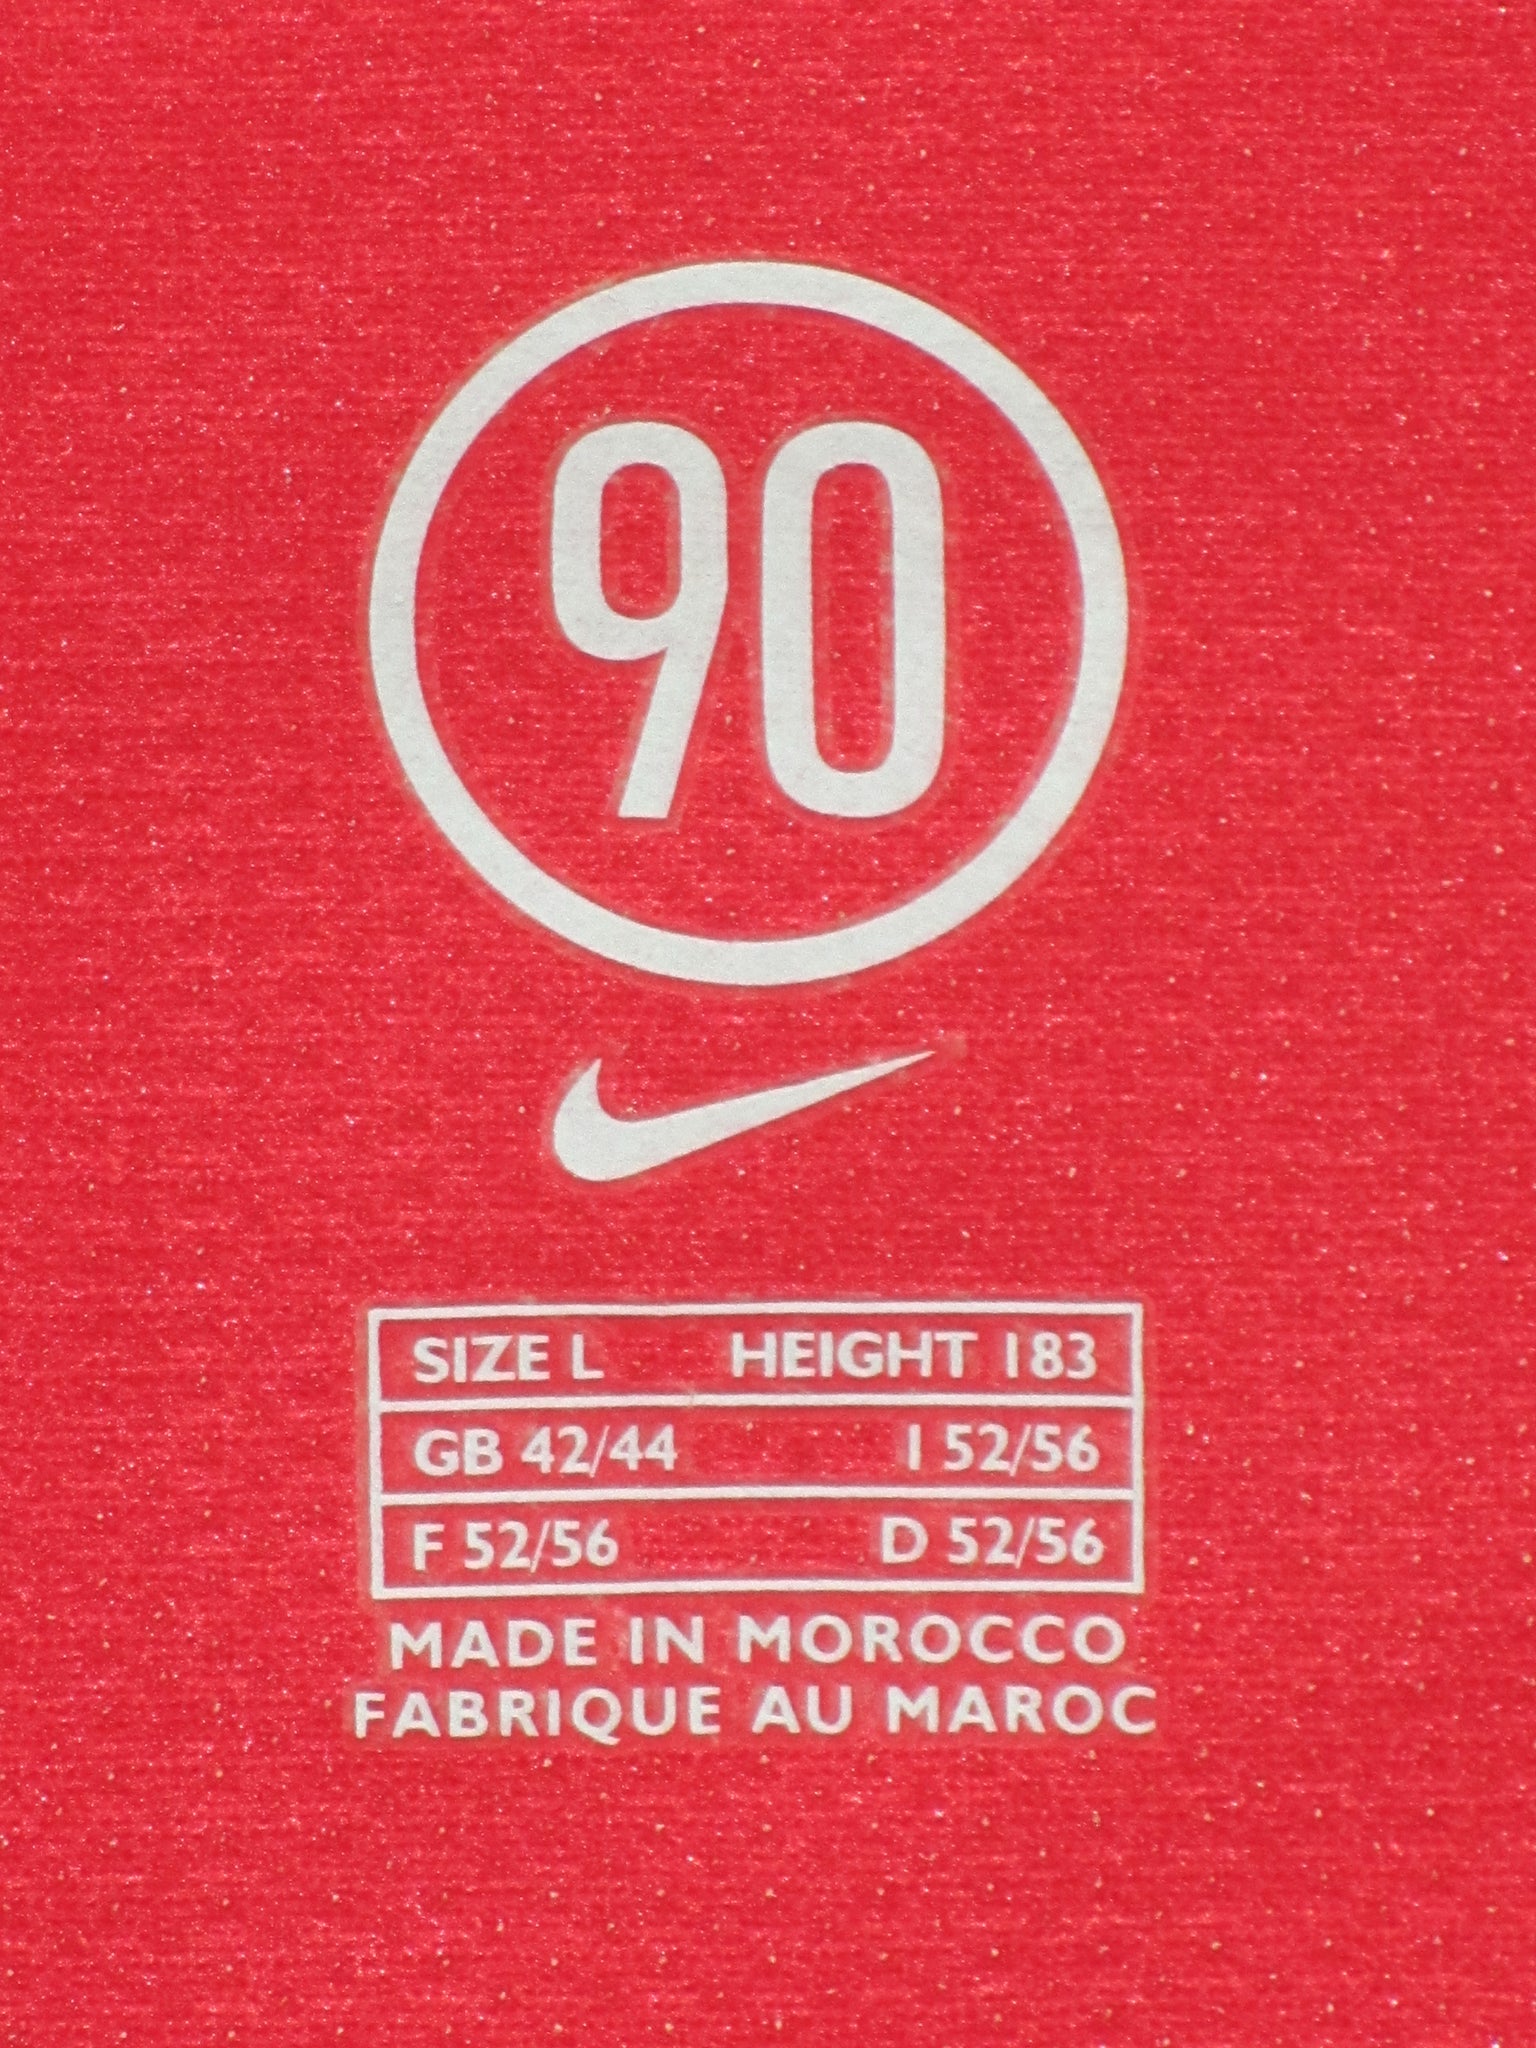 90
SIZE L HEIGHT 183
GB 42/44 I 52/56
F 52/56 D 52/56
MADE IN MOROCCO
FABRIQUE AU MAROC